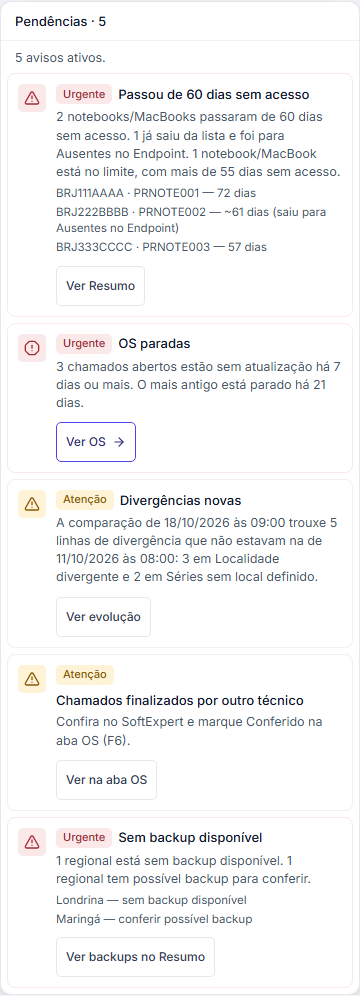 Pendências · 5
5 avisos ativos.
Urgente Passou de 60 dias sem acesso
2 notebooks/MacBooks passaram de 60 dias
sem acesso. 1 já saiu da lista e foi para
Ausentes no Endpoint. 1 notebook/MacBook
está no limite, com mais de 55 dias sem acesso.
BRJ111AAAA · PRNOTE001 — 72 dias
BRJ222BBBB · PRNOTE002 — ~61 dias (saiu para
Ausentes no Endpoint)
BRJ333CCCC · PRNOTE003 — 57 dias
Ver Resumo
Urgente OS paradas
3 chamados abertos estão sem atualização há 7
dias ou mais. O mais antigo está parado há 21
dias.
Ver OS →
Atenção Divergências novas
A comparação de 18/10/2026 às 09:00 trouxe 5
linhas de divergência que não estavam na de
11/10/2026 às 08:00: 3 em Localidade
divergente e 2 em Séries sem local definido.
Ver evolução
Atenção
Chamados finalizados por outro técnico
Confira no SoftExpert e marque Conferido na
aba OS (F6).
Ver na aba OS
Urgente Sem backup disponível
1 regional está sem backup disponível. 1
regional tem possível backup para conferir.
Londrina — sem backup disponível
Maringá — conferir possível backup
Ver backups no Resumo